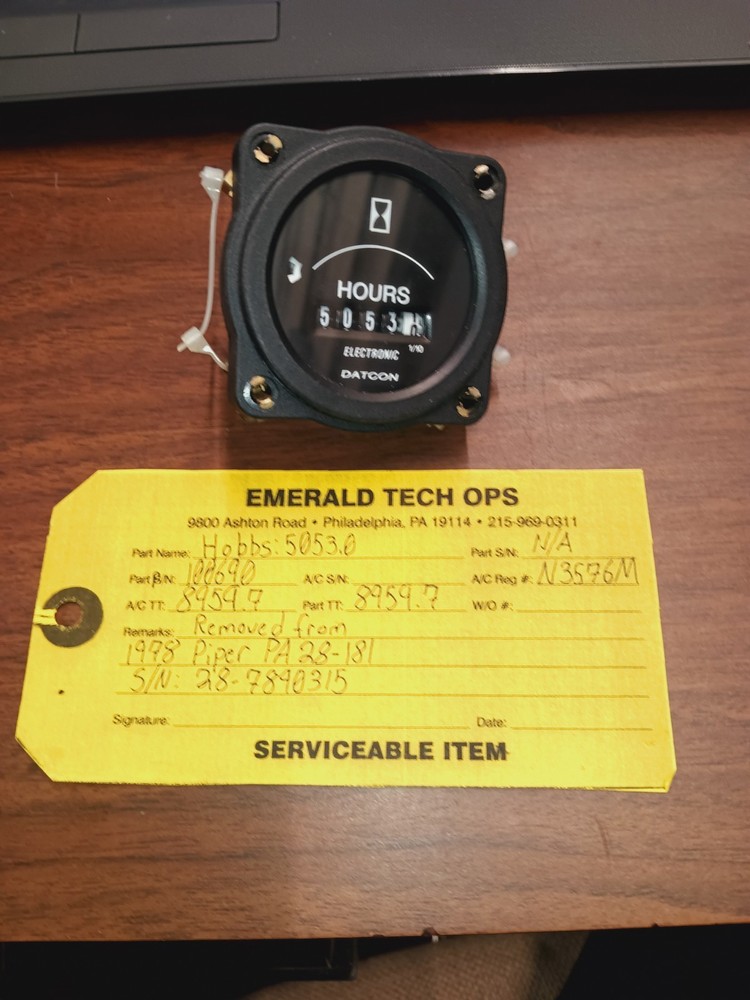 HOURS
5 0 5 3
ELECTRONIC 1/10
DATCON
EMERALD TECH OPS
9800 Ashton Road • Philadelphia, PA 19114 • 215-969-0311
Part Name: Hobbs: 5053.0 Part S/N: N/A
Part P/N: 100690 A/C S/N: A/C Reg #: N3576M
A/C TT: 8959.7 Part TT: 8959.7 W/O #:
Remarks: Removed from
1978 Piper PA28-181
S/N: 28-7890315
Signature: Date:
SERVICEABLE ITEM